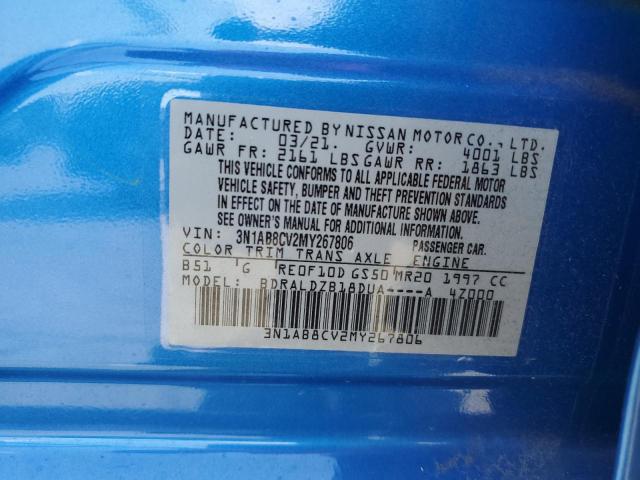 MANUFACTURED BY NISSAN MOTOR CO., LTD.
DATE: 03/21. GVWR: 4001 LBS
GAWR FR: 2161 LBS GAWR RR: 1863 LBS
THIS VEHICLE CONFORMS TO ALL APPLICABLE FEDERAL MOTOR
VEHICLE SAFETY, BUMPER AND THEFT PREVENTION STANDARDS
IN EFFECT ON THE DATE OF MANUFACTURE SHOWN ABOVE.
SEE OWNER'S MANUAL FOR ADDITIONAL INFORMATION.
VIN: 3N1AB8CV2MY267806 PASSENGER CAR.
COLOR TRIM TRANS AXLE ENGINE
B51 G RE0F10D GS50 MR20 1997 CC
MODEL: BDRALDZB18DUA----A 4Z000
3N1AB8CV2MY267806